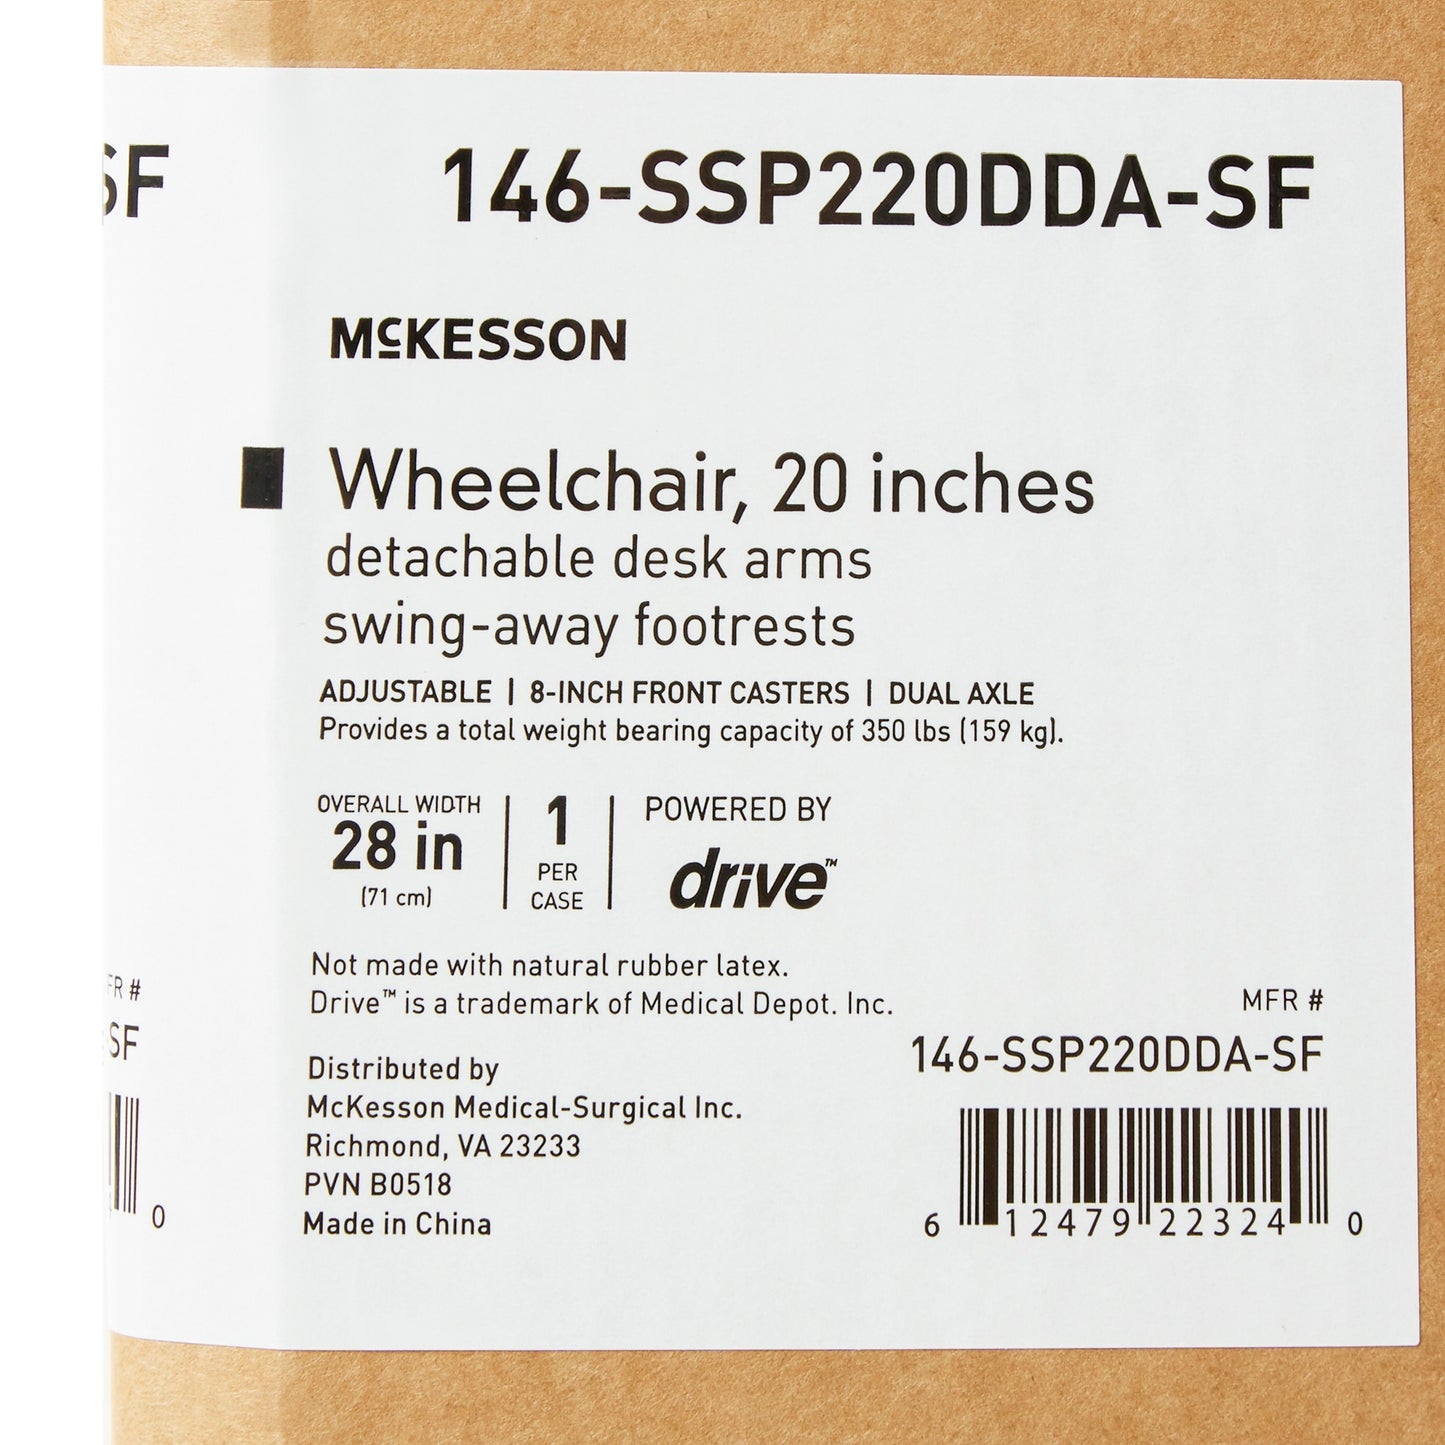 SF
146-SSP220DDA-SF
McKESSON
Wheelchair, 20 inches
detachable desk arms
swing-away footrests
ADJUSTABLE | 8-INCH FRONT CASTERS | DUAL AXLE
Provides a total weight bearing capacity of 350 lbs (159 kg).
OVERALL WIDTH
28 in
(71 cm)
1
PER
CASE
POWERED BY
drive™
Not made with natural rubber latex.
Drive™ is a trademark of Medical Depot. Inc.
Distributed by
McKesson Medical-Surgical Inc.
Richmond, VA 23233
PVN B0518
Made in China
MFR #
146-SSP220DDA-SF
6 12479 22324 0
FR #
SF
0